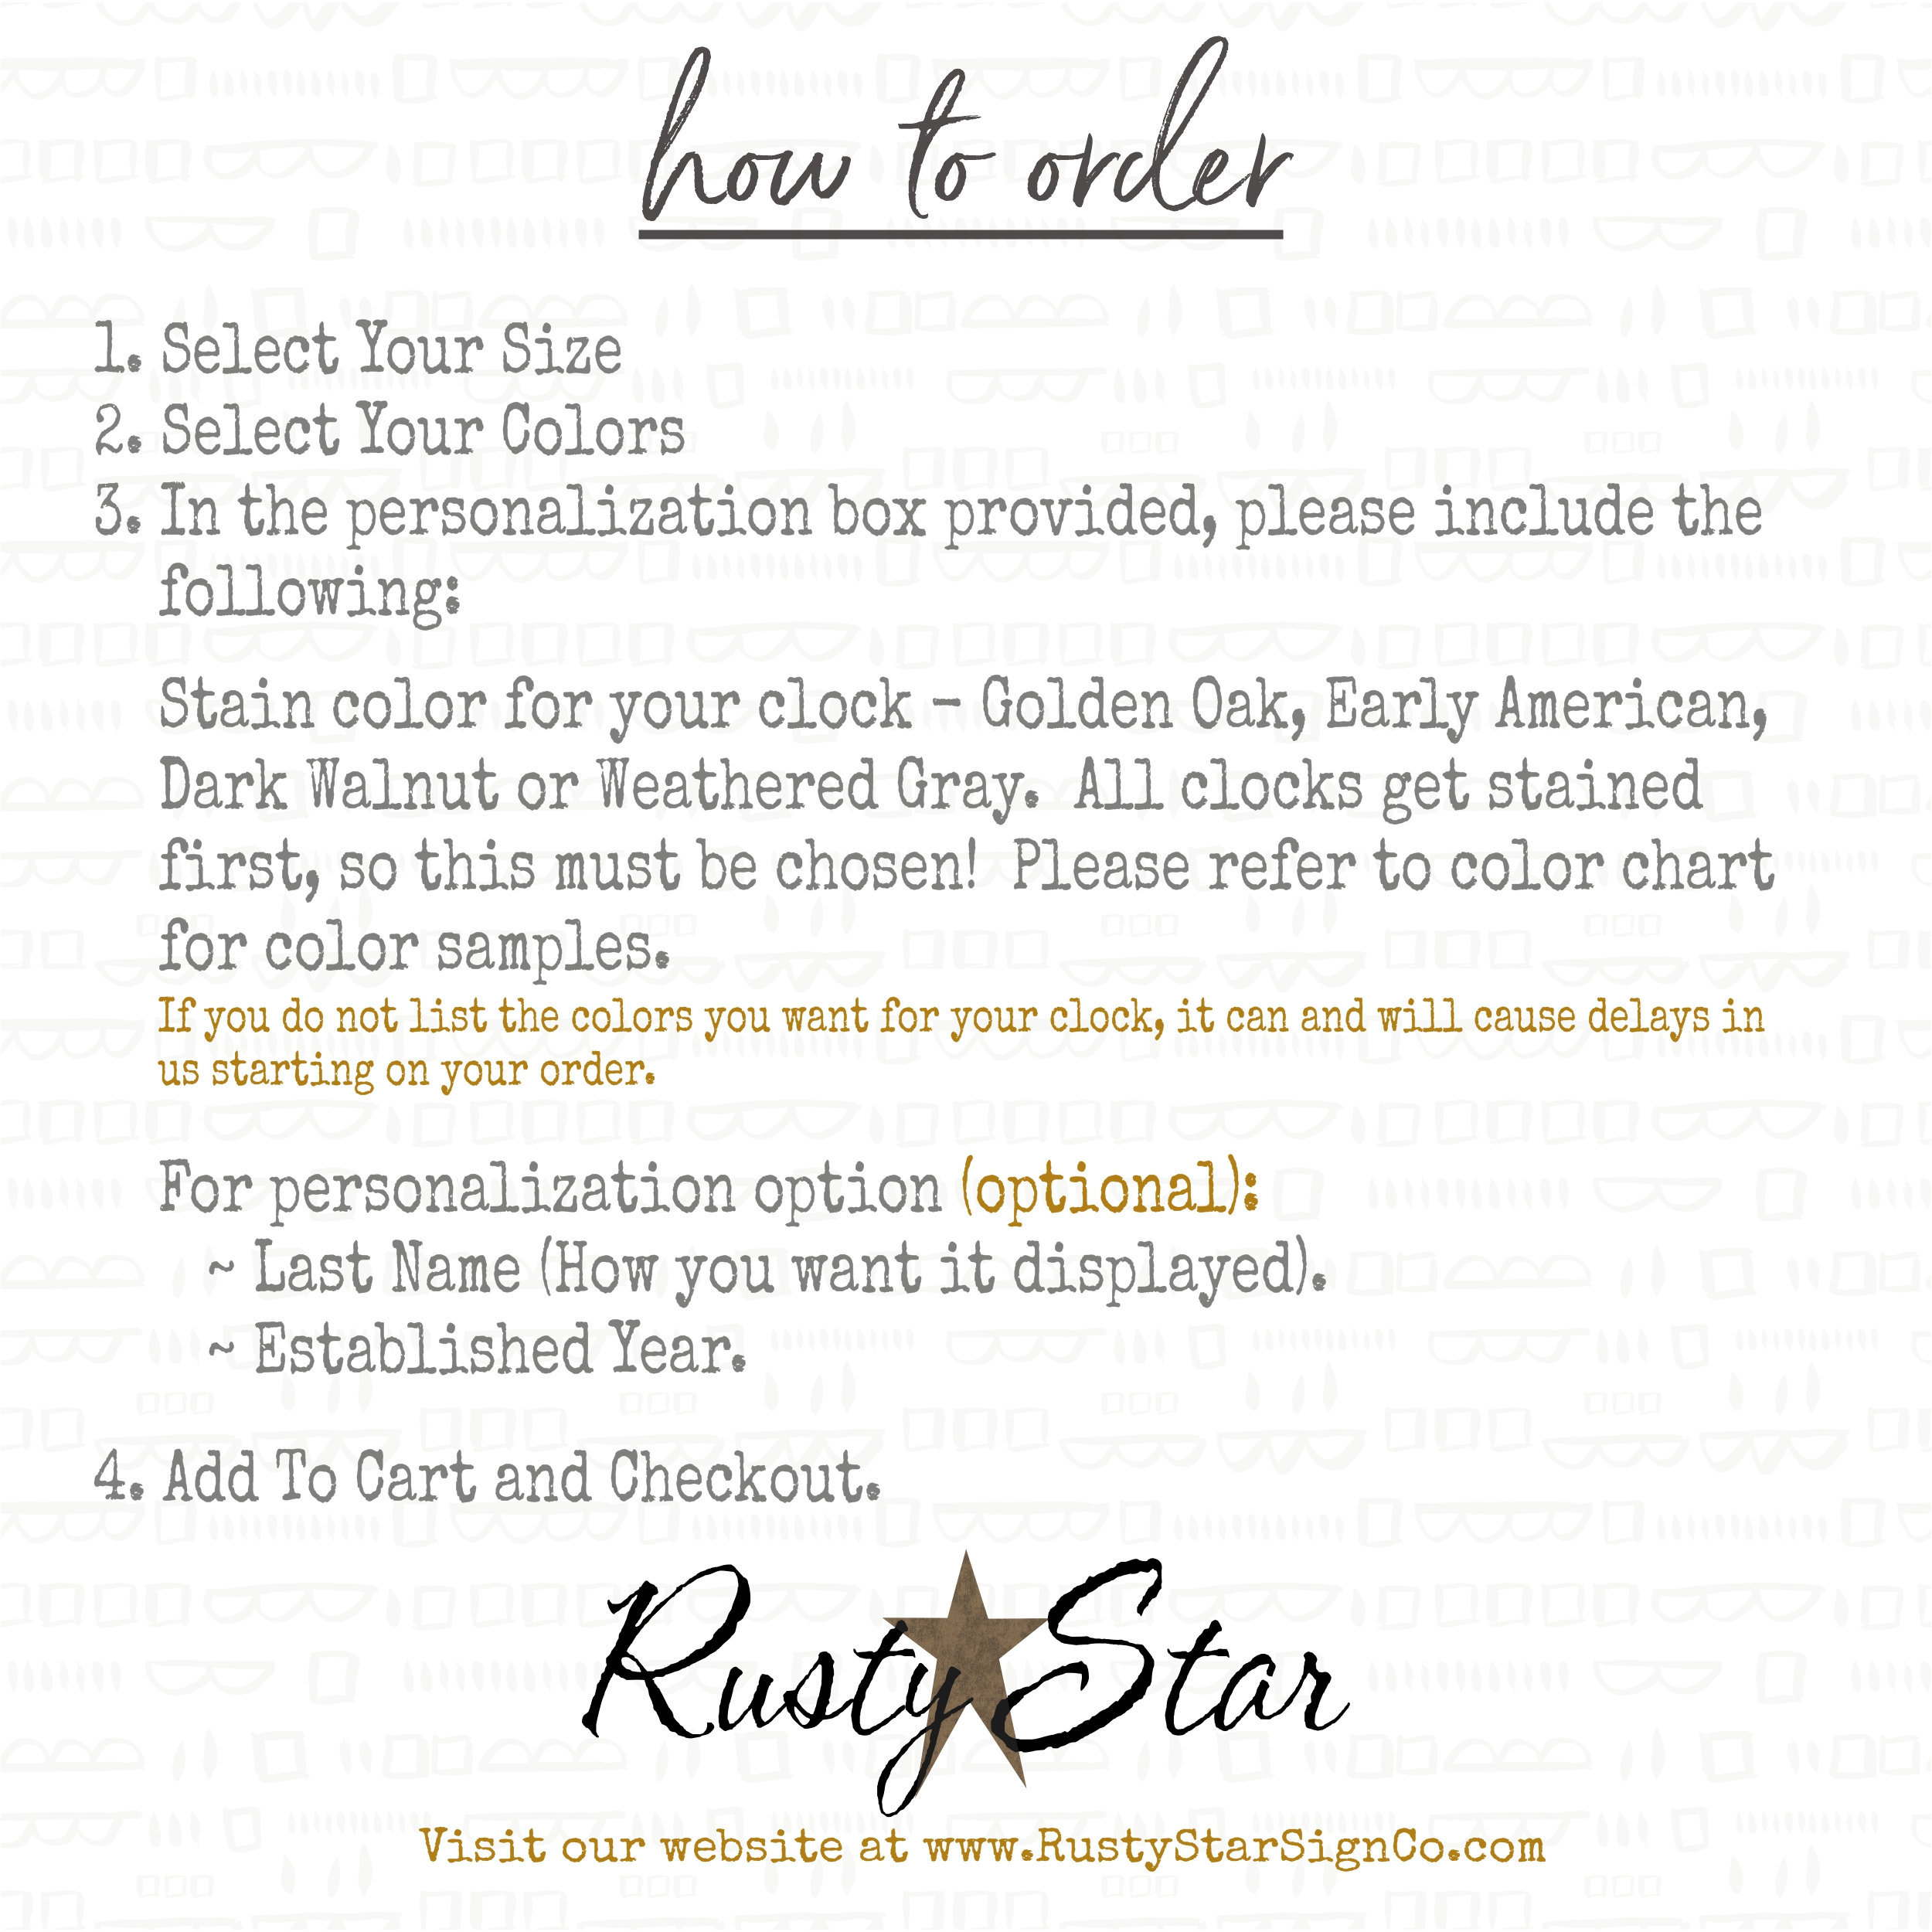 how to order
1. Select Your Size
2. Select Your Colors
3. In the personalization box provided, please include the
following:
Stain color for your clock - Golden Oak, Early American,
Dark Walnut or Weathered Gray.  All clocks get stained
first, so this must be chosen!  Please refer to color chart
for color samples.
If you do not list the colors you want for your clock, it can and will cause delays in
us starting on your order.
For personalization option (optional):
~ Last Name (How you want it displayed).
~ Established Year.
4. Add To Cart and Checkout.
Rusty Star
Visit our website at www.RustyStarSignCo.com